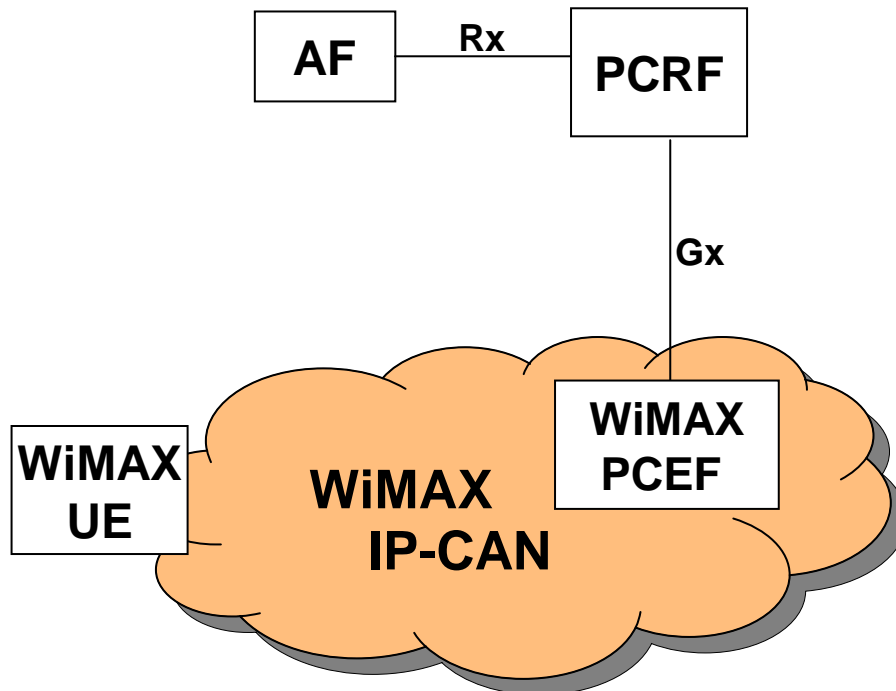 AF
Rx
PCRF
Gx
WiMAX
PCEF
WiMAX
UE
WiMAX
IP-CAN